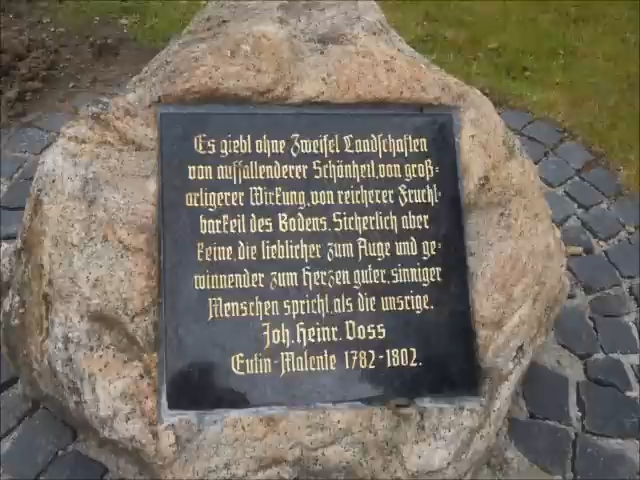 Es giebt ohne Zweifel Landschaften
von auffallenderer Schönheit, von groß=
artigerer Wirkung, von reicherer Frucht=
barkeit des Bodens. Sicherlich aber
keine, die lieblicher zum Auge und ge=
winnender zum Herzen guter, sinniger
Menschen spricht, als die unsrige.
Joh. Heinr. Voss
Eutin-Malente 1782-1802.